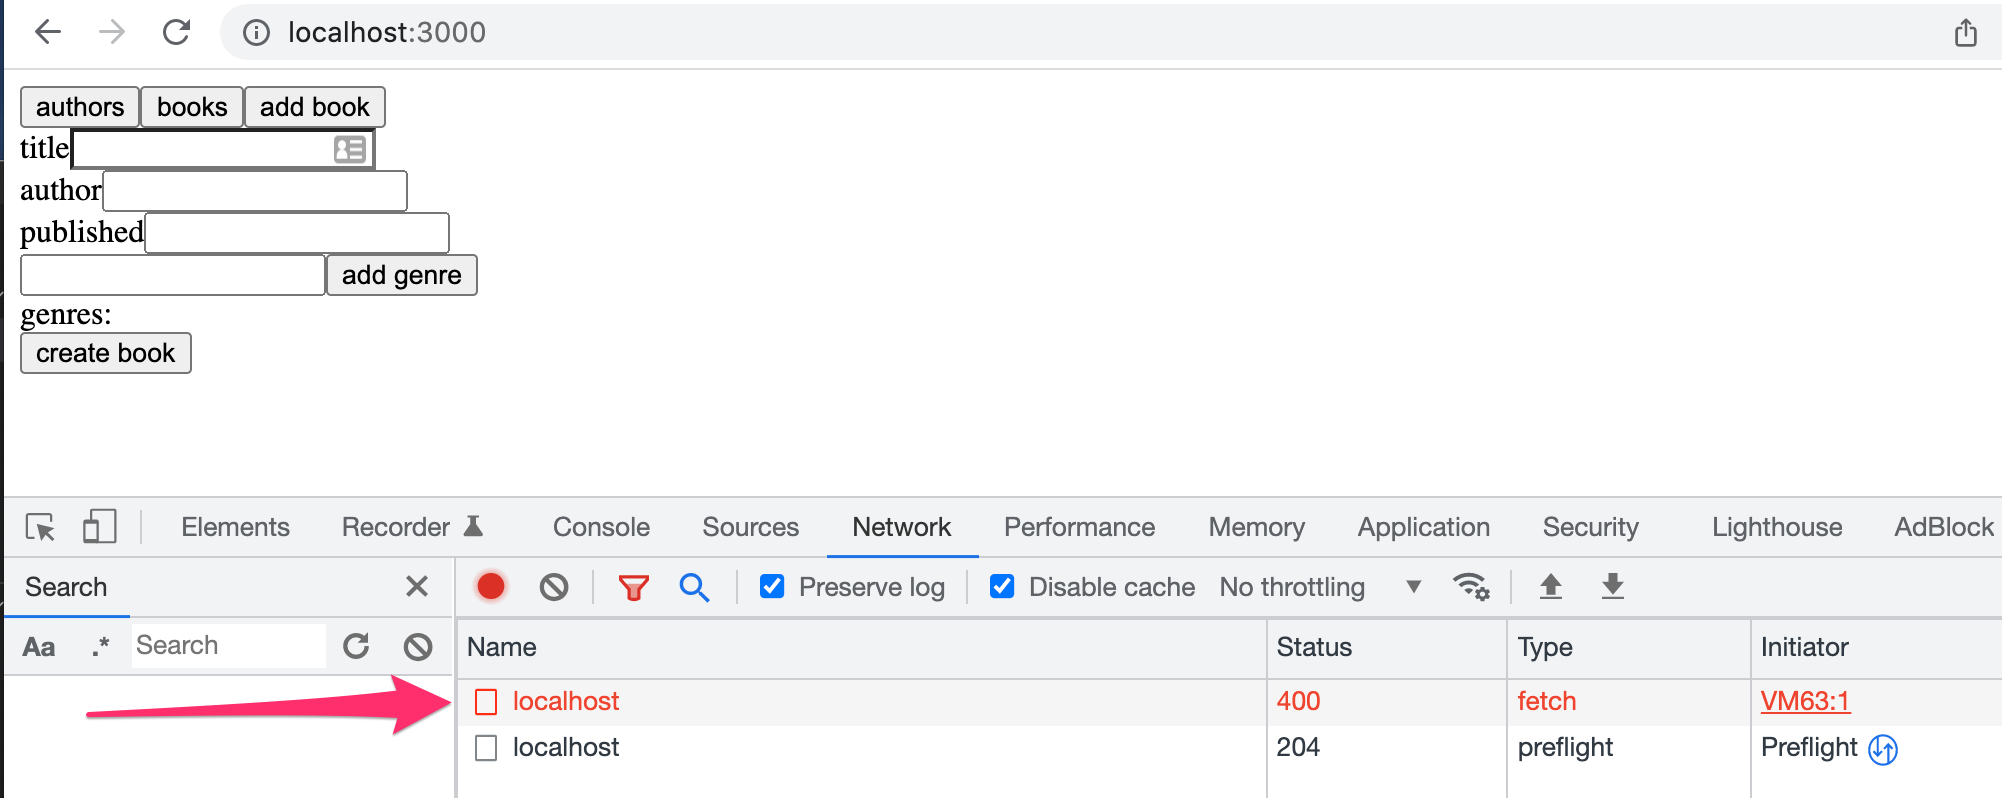 localhost:3000
authors books add book
title
author
published
add genre
genres:
create book
Elements Recorder Console Sources Network Performance Memory Application Security Lighthouse AdBlock
Search Preserve log Disable cache No throttling
Aa .* Search
Name Status Type Initiator
localhost 400 fetch VM63:1
localhost 204 preflight Preflight